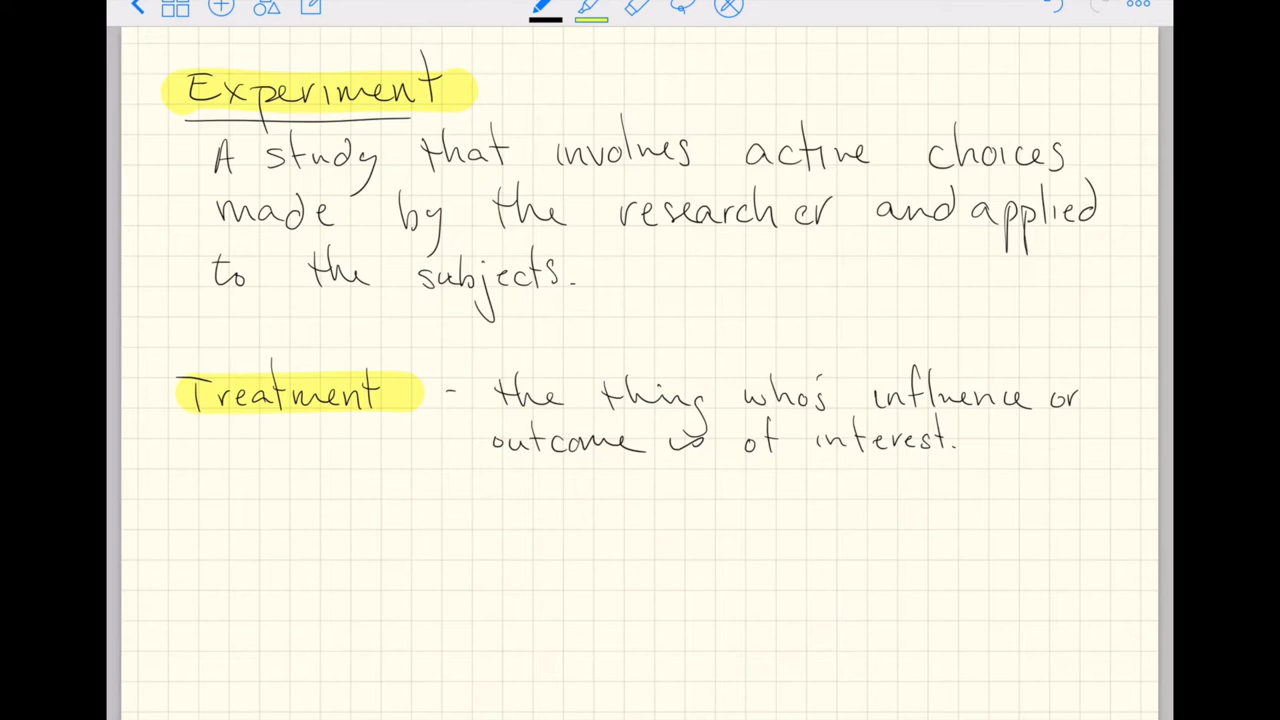 Experiment
A study that involves active choices
made by the researcher and applied
to the subjects.
Treatment - the thing who's influence or
outcome is of interest.